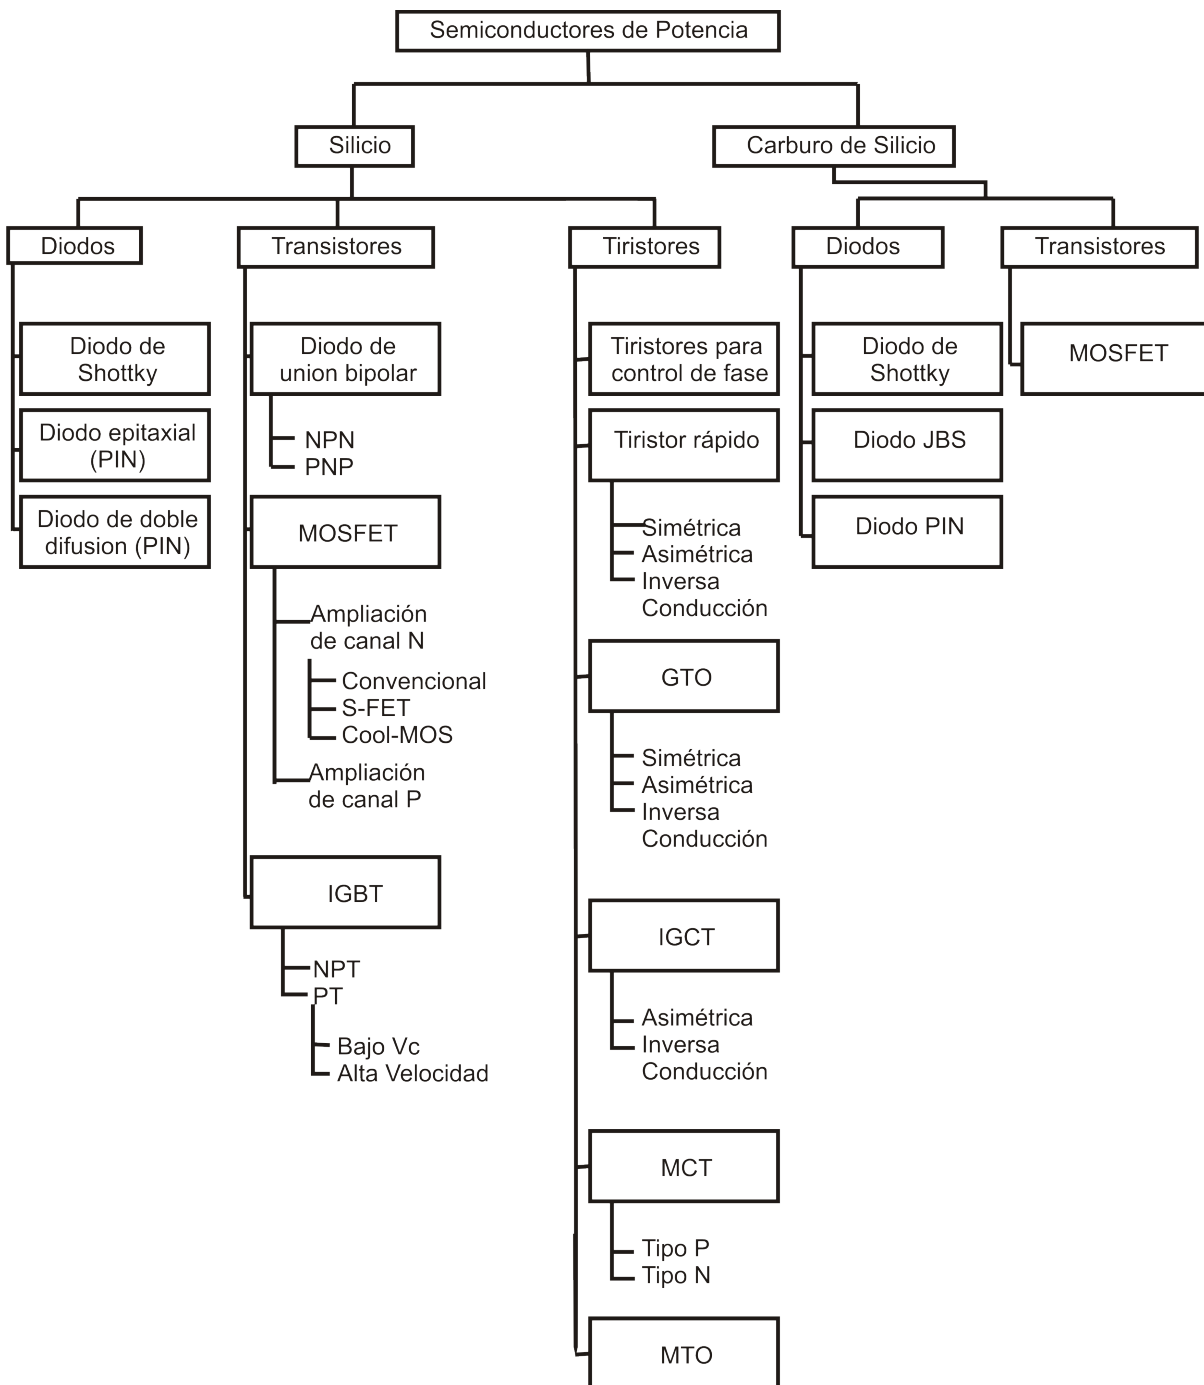 Semiconductores de Potencia
Silicio
Carburo de Silicio
Diodos
Transistores
Tiristores
Diodos
Transistores
Diodo de
Shottky
Diodo epitaxial
(PIN)
Diodo de doble
difusion (PIN)
Diodo de
union bipolar
NPN
PNP
MOSFET
Ampliación
de canal N
Convencional
S-FET
Cool-MOS
Ampliación
de canal P
IGBT
NPT
PT
Bajo Vc
Alta Velocidad
Tiristores para
control de fase
Tiristor rápido
Simétrica
Asimétrica
Inversa
Conducción
GTO
Simétrica
Asimétrica
Inversa
Conducción
IGCT
Asimétrica
Inversa
Conducción
MCT
Tipo P
Tipo N
MTO
Diodo de
Shottky
Diodo JBS
Diodo PIN
MOSFET